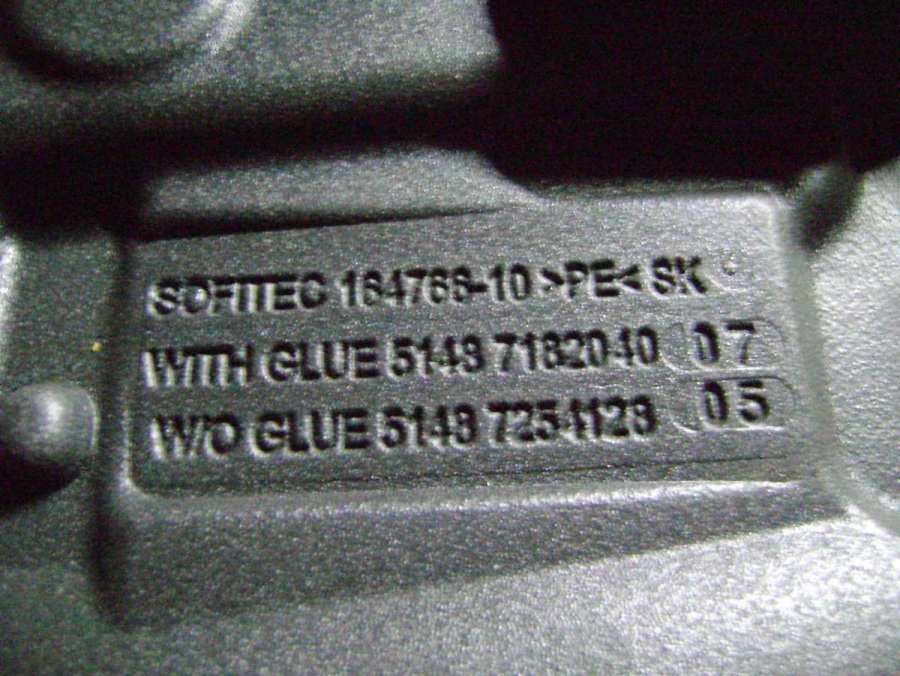 SOFITEC 164766-10 >PE< SK
WITH GLUE 5148 7182040 07
W/O GLUE 5148 7254128 05